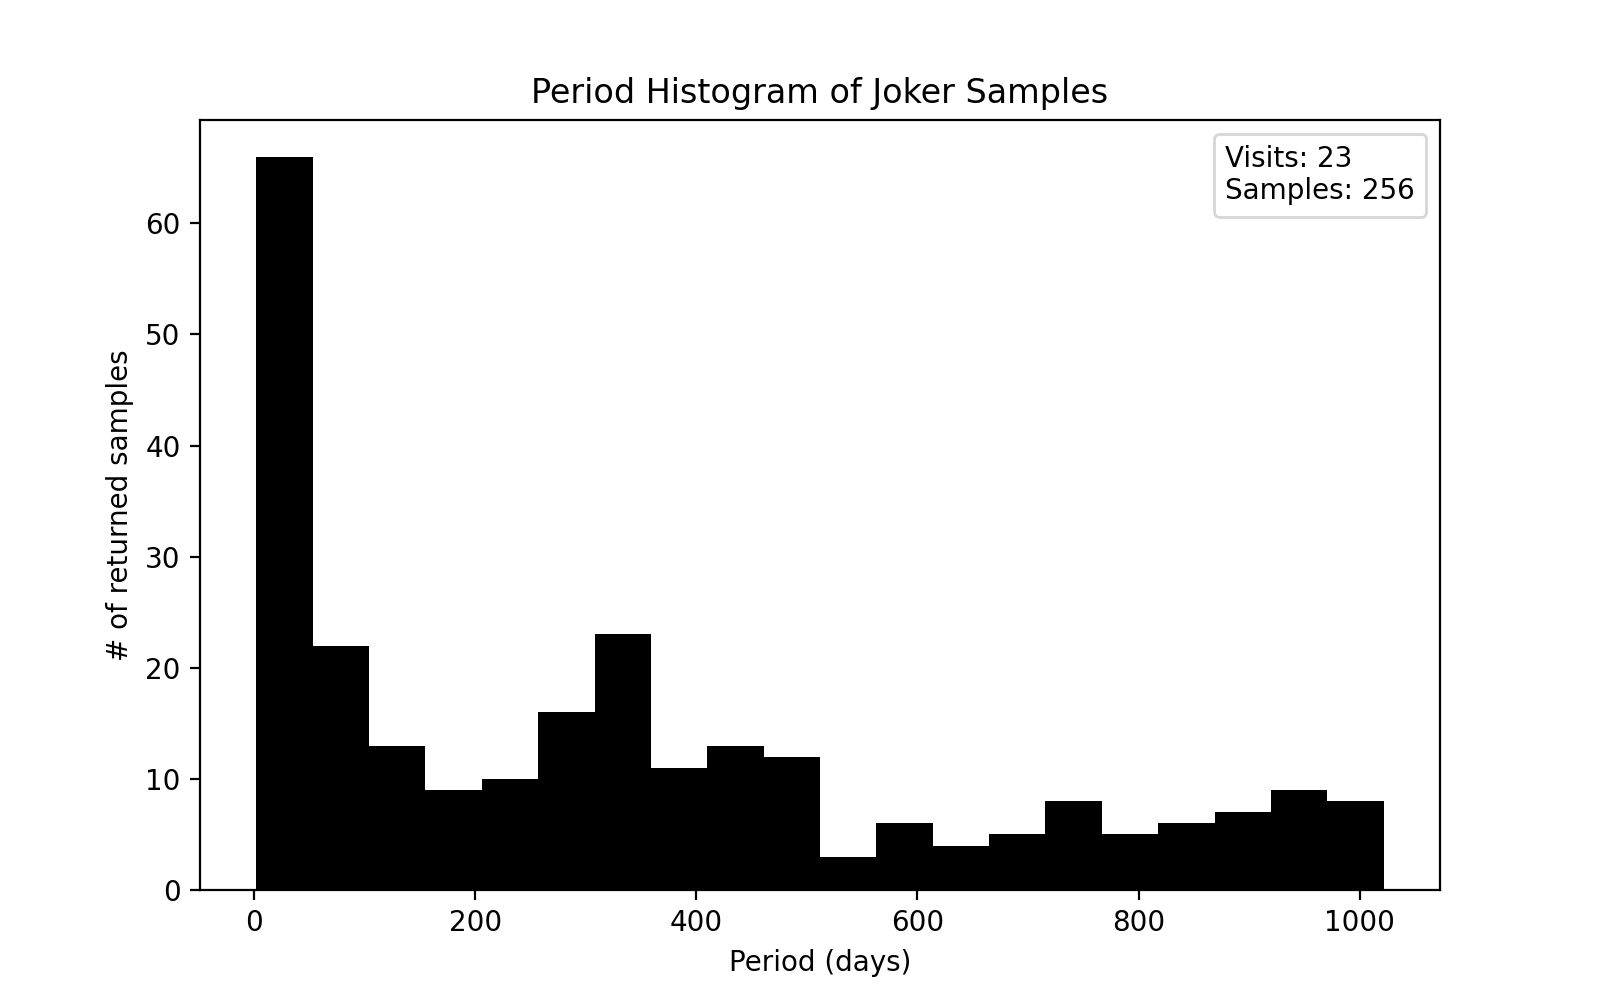 Period Histogram of Joker Samples
Visits: 23
Samples: 256
# of returned samples
60
50
40
30
20
10
0
0 200 400 600 800 1000
Period (days)